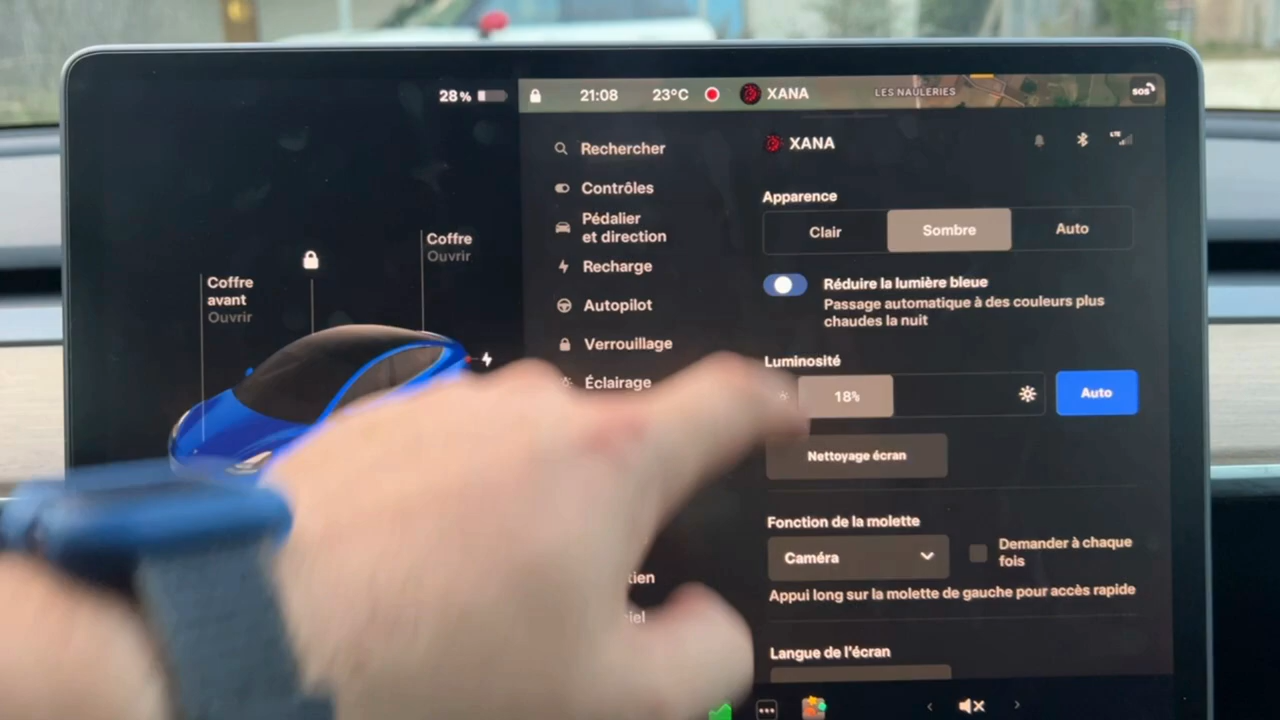 28 %
21:08
23°C
XANA
LES NAULERIES
SOS
Coffre
Ouvrir
Coffre
avant
Ouvrir
Rechercher
Contrôles
Pédalier
et direction
Recharge
Autopilot
Verrouillage
Éclairage
tien
iel
XANA
LTE
Apparence
Clair
Sombre
Auto
Réduire la lumière bleue
Passage automatique à des couleurs plus
chaudes la nuit
Luminosité
18%
Auto
Nettoyage écran
Fonction de la molette
Caméra
Demander à chaque
fois
Appui long sur la molette de gauche pour accès rapide
Langue de l'écran